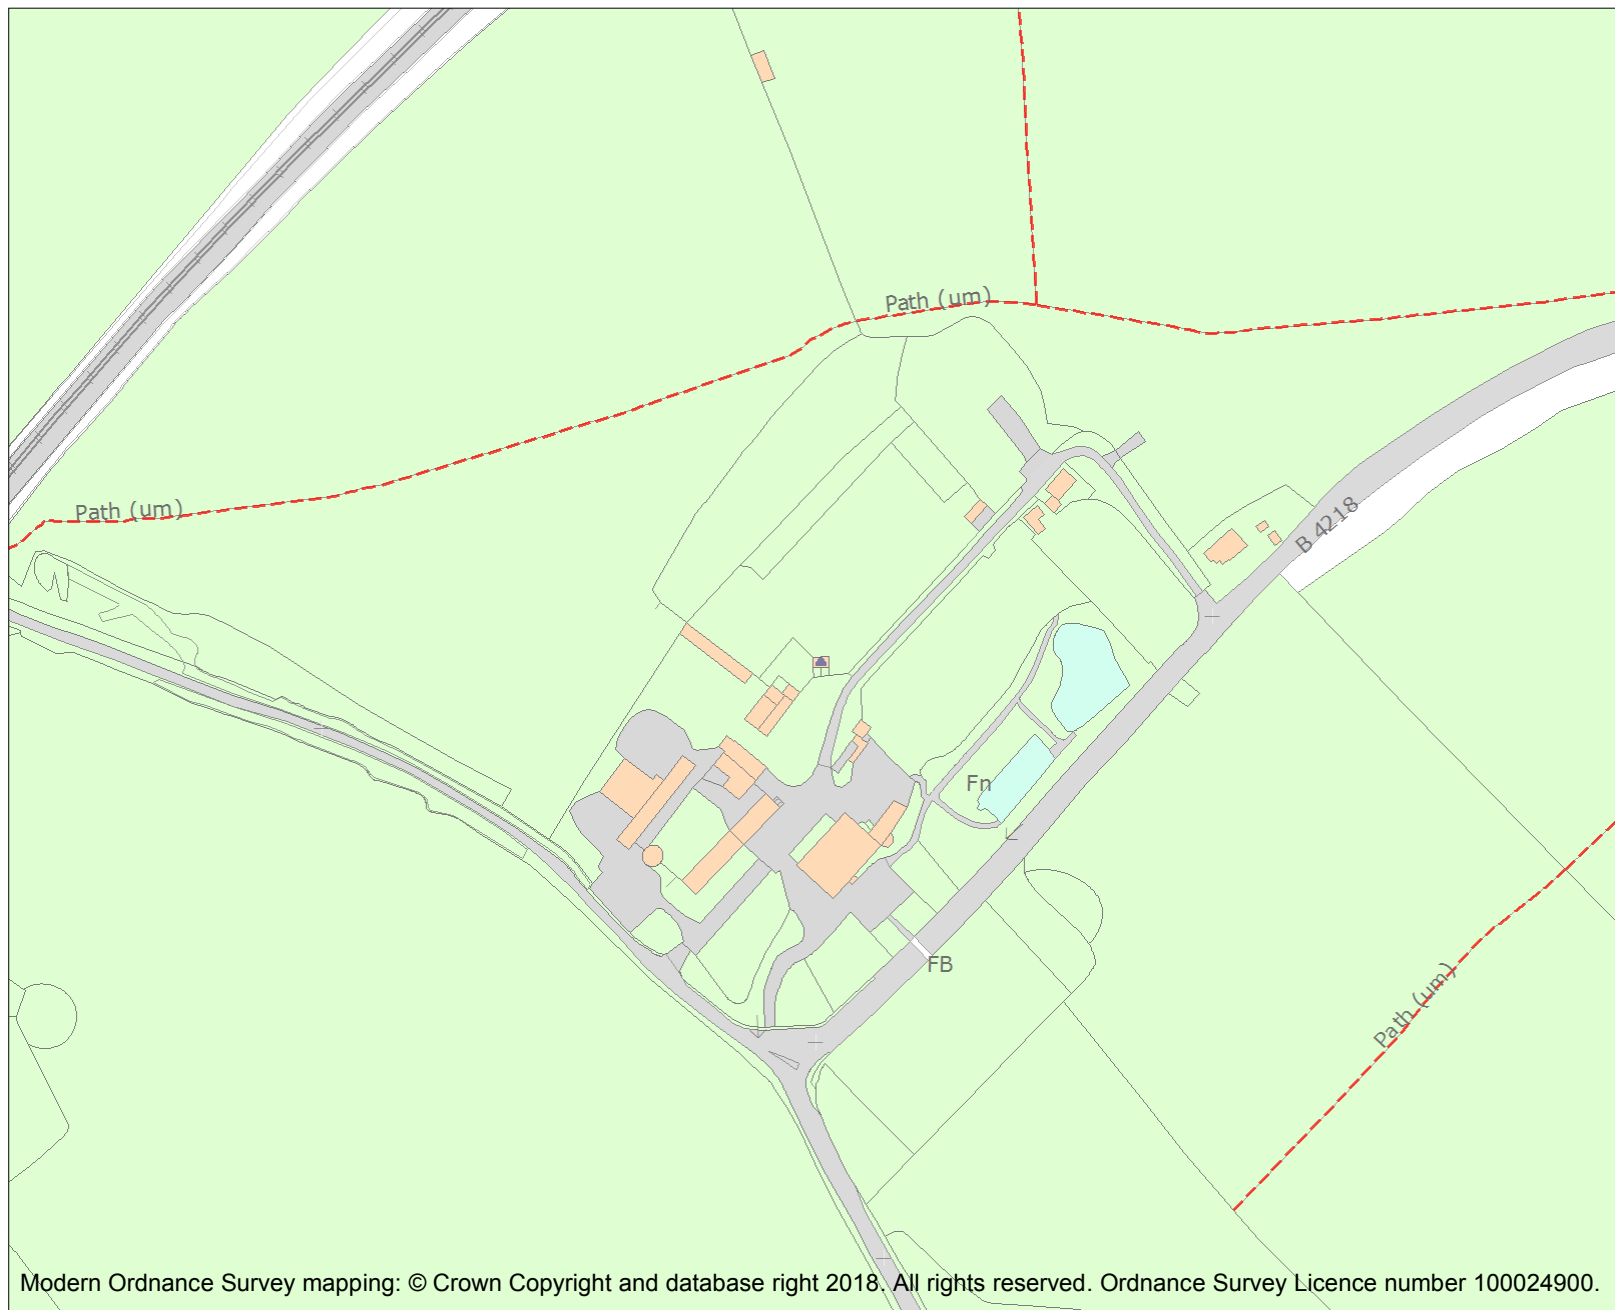 Path (um)
Path (um)
B 4218
Fn
FB
Path (um)
Modern Ordnance Survey mapping: © Crown Copyright and database right 2018. All rights reserved. Ordnance Survey Licence number 100024900.